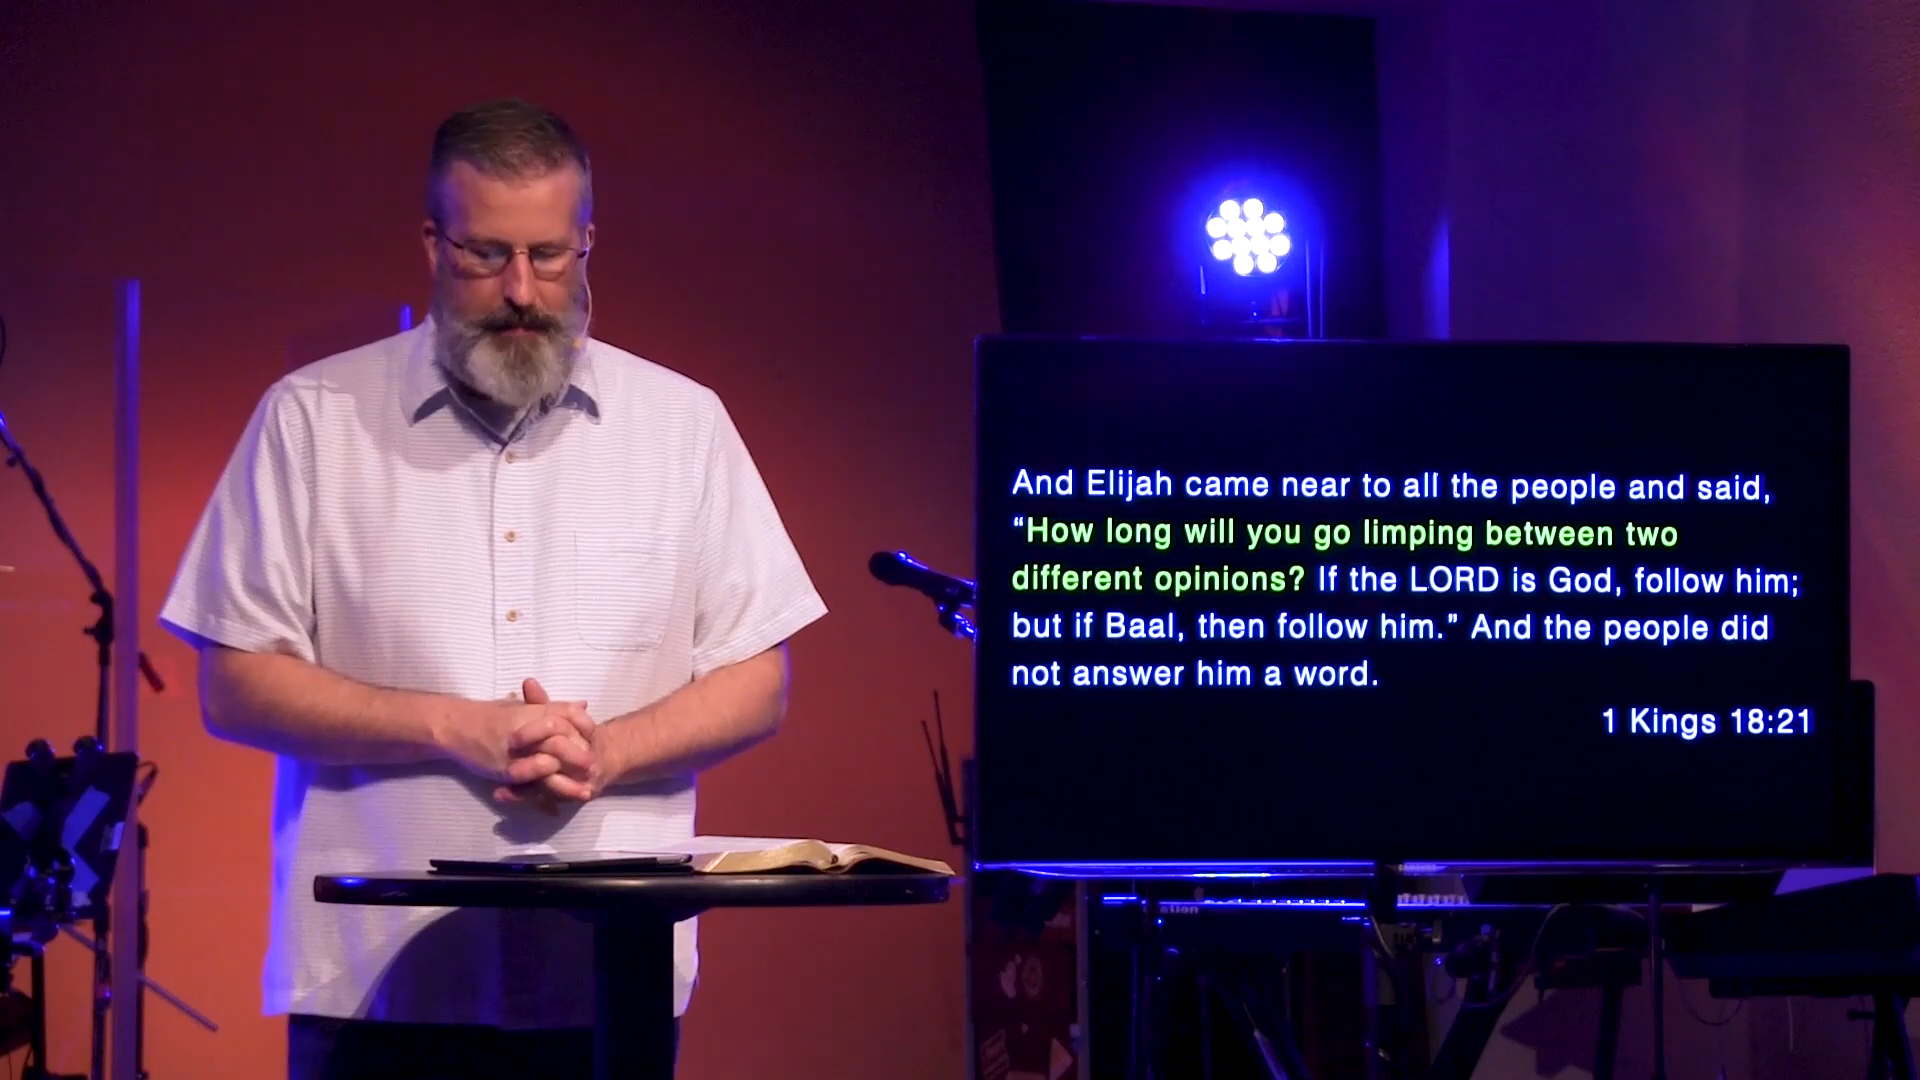 And Elijah came near to all the people and said,
“How long will you go limping between two
different opinions? If the LORD is God, follow him;
but if Baal, then follow him.” And the people did
not answer him a word.
1 Kings 18:21